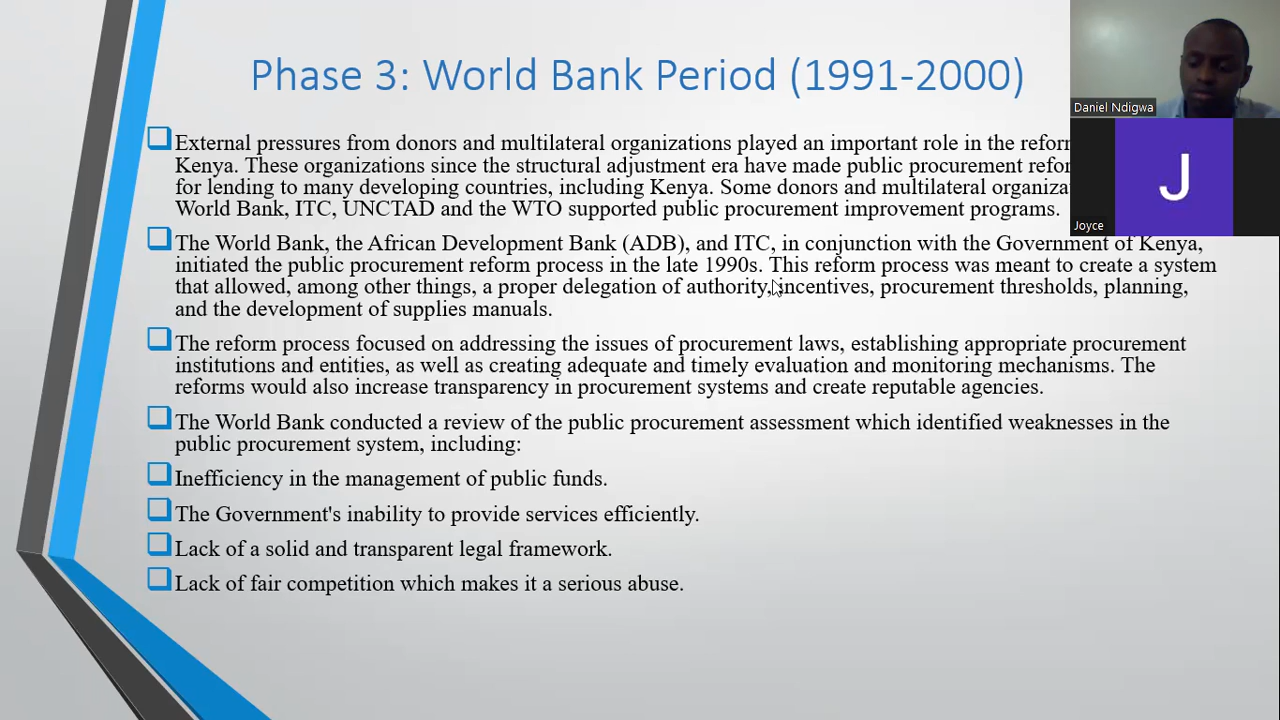 Phase 3: World Bank Period (1991-2000)
External pressures from donors and multilateral organizations played an important role in the
Kenya. These organizations since the structural adjustment era have made public procurement
for lending to many developing countries, including Kenya. Some donors and multilateral
World Bank, ITC, UNCTAD and the WTO supported public procurement improvement programs.
The World Bank, the African Development Bank (ADB), and ITC, in conjunction with the Government of Kenya,
initiated the public procurement reform process in the late 1990s. This reform process was meant to create a system
that allowed, among other things, a proper delegation of authority, incentives, procurement thresholds, planning,
and the development of supplies manuals.
The reform process focused on addressing the issues of procurement laws, establishing appropriate procurement
institutions and entities, as well as creating adequate and timely evaluation and monitoring mechanisms. The
reforms would also increase transparency in procurement systems and create reputable agencies.
The World Bank conducted a review of the public procurement assessment which identified weaknesses in the
public procurement system, including:
Inefficiency in the management of public funds.
The Government's inability to provide services efficiently.
Lack of a solid and transparent legal framework.
Lack of fair competition which makes it a serious abuse.
Daniel Ndigwa
J
Joyce